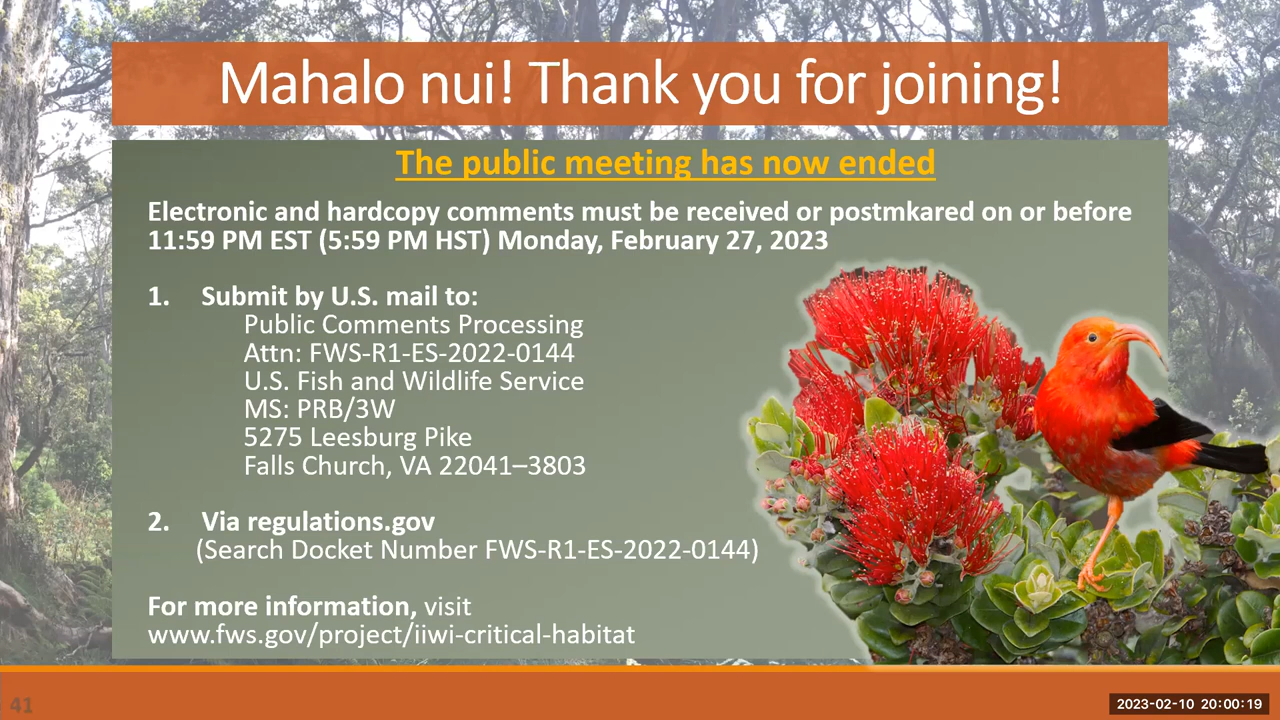 Mahalo nui! Thank you for joining!
The public meeting has now ended
Electronic and hardcopy comments must be received or postmkared on or before
11:59 PM EST (5:59 PM HST) Monday, February 27, 2023
1. Submit by U.S. mail to:
Public Comments Processing
Attn: FWS-R1-ES-2022-0144
U.S. Fish and Wildlife Service
MS: PRB/3W
5275 Leesburg Pike
Falls Church, VA 22041–3803
2. Via regulations.gov
(Search Docket Number FWS-R1-ES-2022-0144)
For more information, visit
www.fws.gov/project/iiwi-critical-habitat
41
2023-02-10 20:00:19